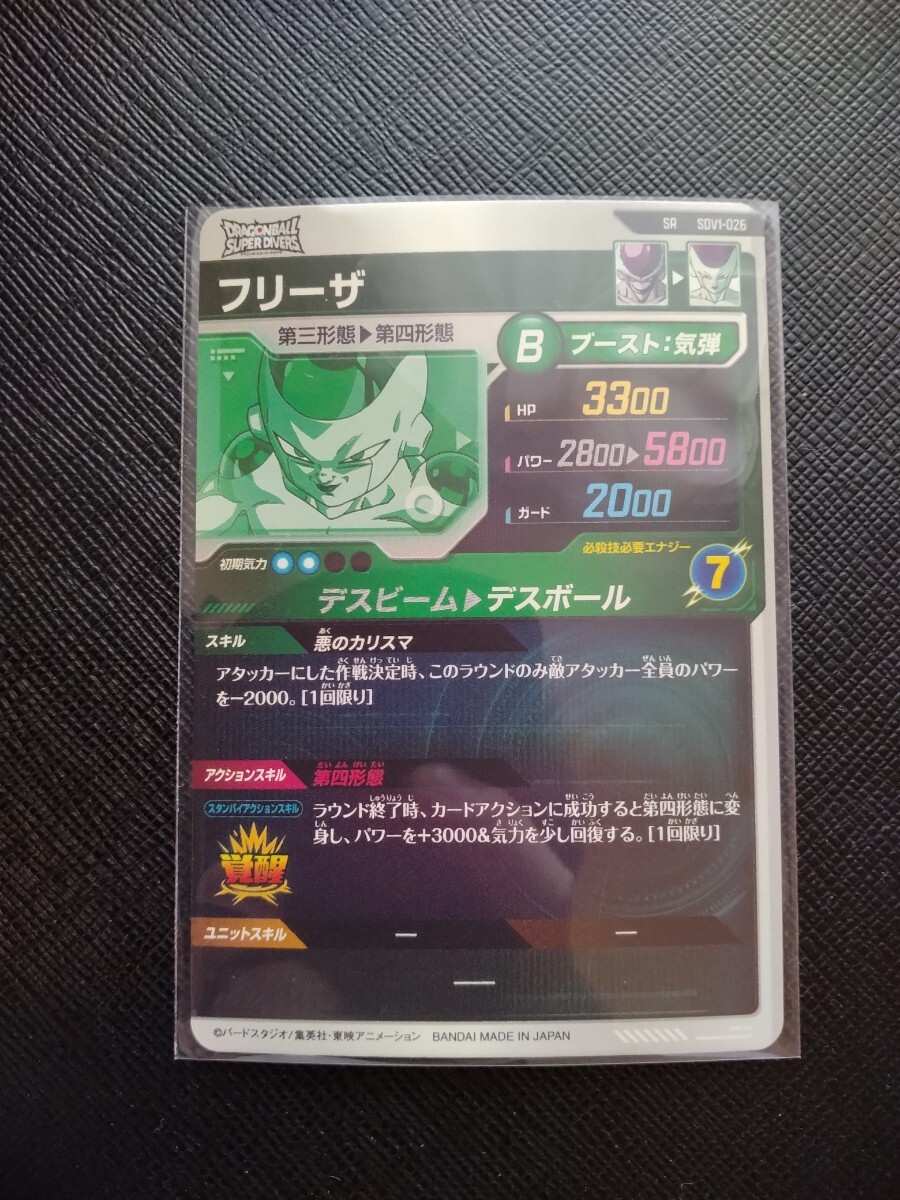 DRAGONBALL
SUPER DIVERS
SR SDV1-026
フリーザ
第三形態▶第四形態
B ブースト:気弾
HP 3300
パワー 2800▶5800
ガード 2000
初期気力
必殺技必要エナジー
7
デスビーム▶デスボール
スキル 悪のカリスマ
アタッカーにした作戦決定時、このラウンドのみ敵アタッカー全員のパワー
を-2000。[1回限り]
アクションスキル 第四形態
スタンバイアクションスキル
ラウンド終了時、カードアクションに成功すると第四形態に変
身し、パワーを+3000&気力を少し回復する。[1回限り]
覚醒
ユニットスキル — —
—
©バードスタジオ/集英社・東映アニメーション BANDAI MADE IN JAPAN